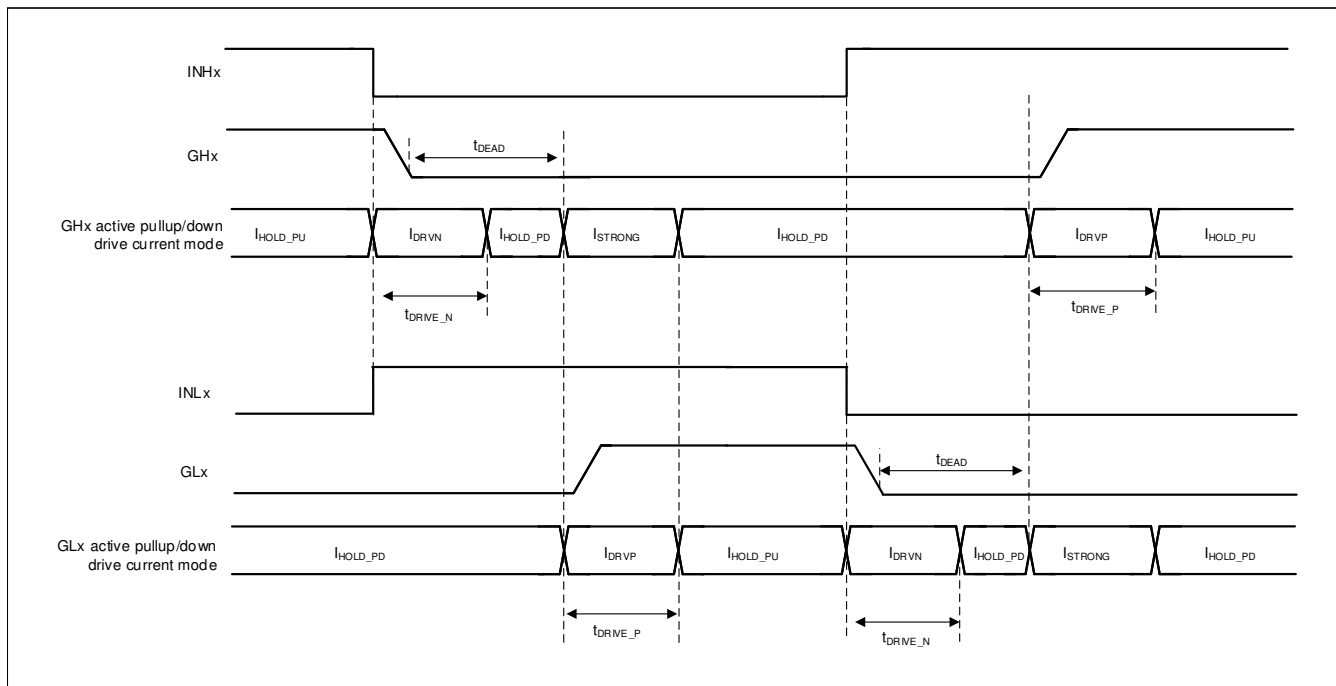 INHx
GHx
tDEAD
GHx active pullup/down
drive current mode
IHOLD_PU
IDRVN
IHOLD_PD
ISTRONG
IHOLD_PD
IDRVP
IHOLD_PU
tDRIVE_N
tDRIVE_P
INLx
GLx
tDEAD
GLx active pullup/down
drive current mode
IHOLD_PD
IDRVP
IHOLD_PU
IDRVN
IHOLD_PD
ISTRONG
IHOLD_PD
tDRIVE_P
tDRIVE_N